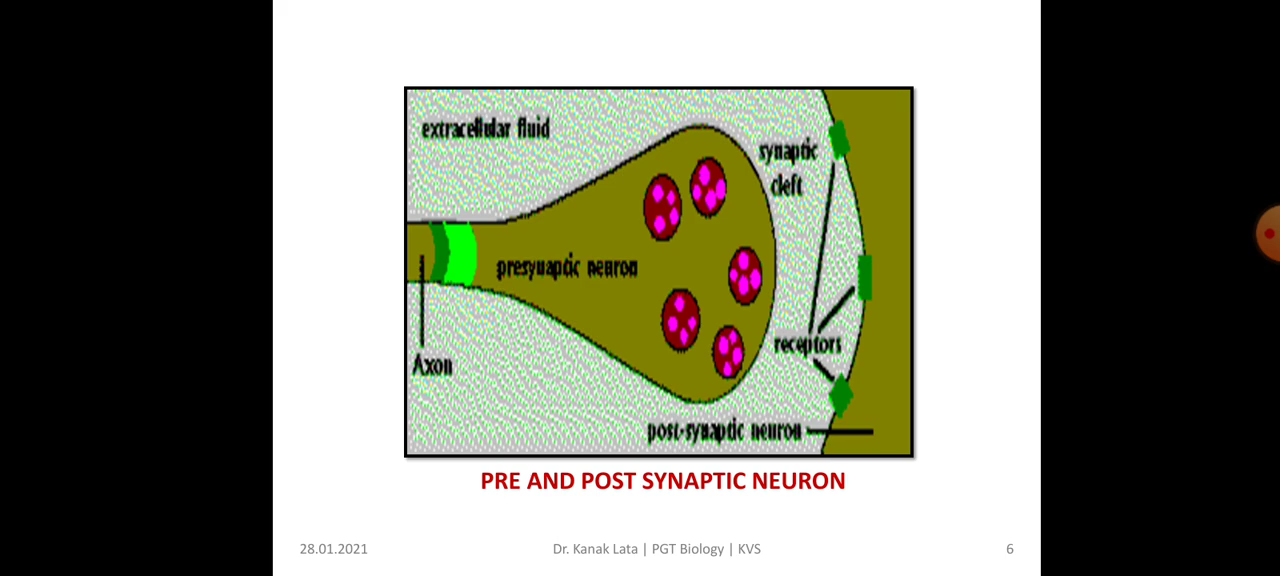 extracellular fluid
synaptic
cleft
presynaptic neuron
receptors
Axon
post-synaptic neuron
PRE AND POST SYNAPTIC NEURON
28.01.2021
Dr. Kanak Lata | PGT Biology | KVS
6